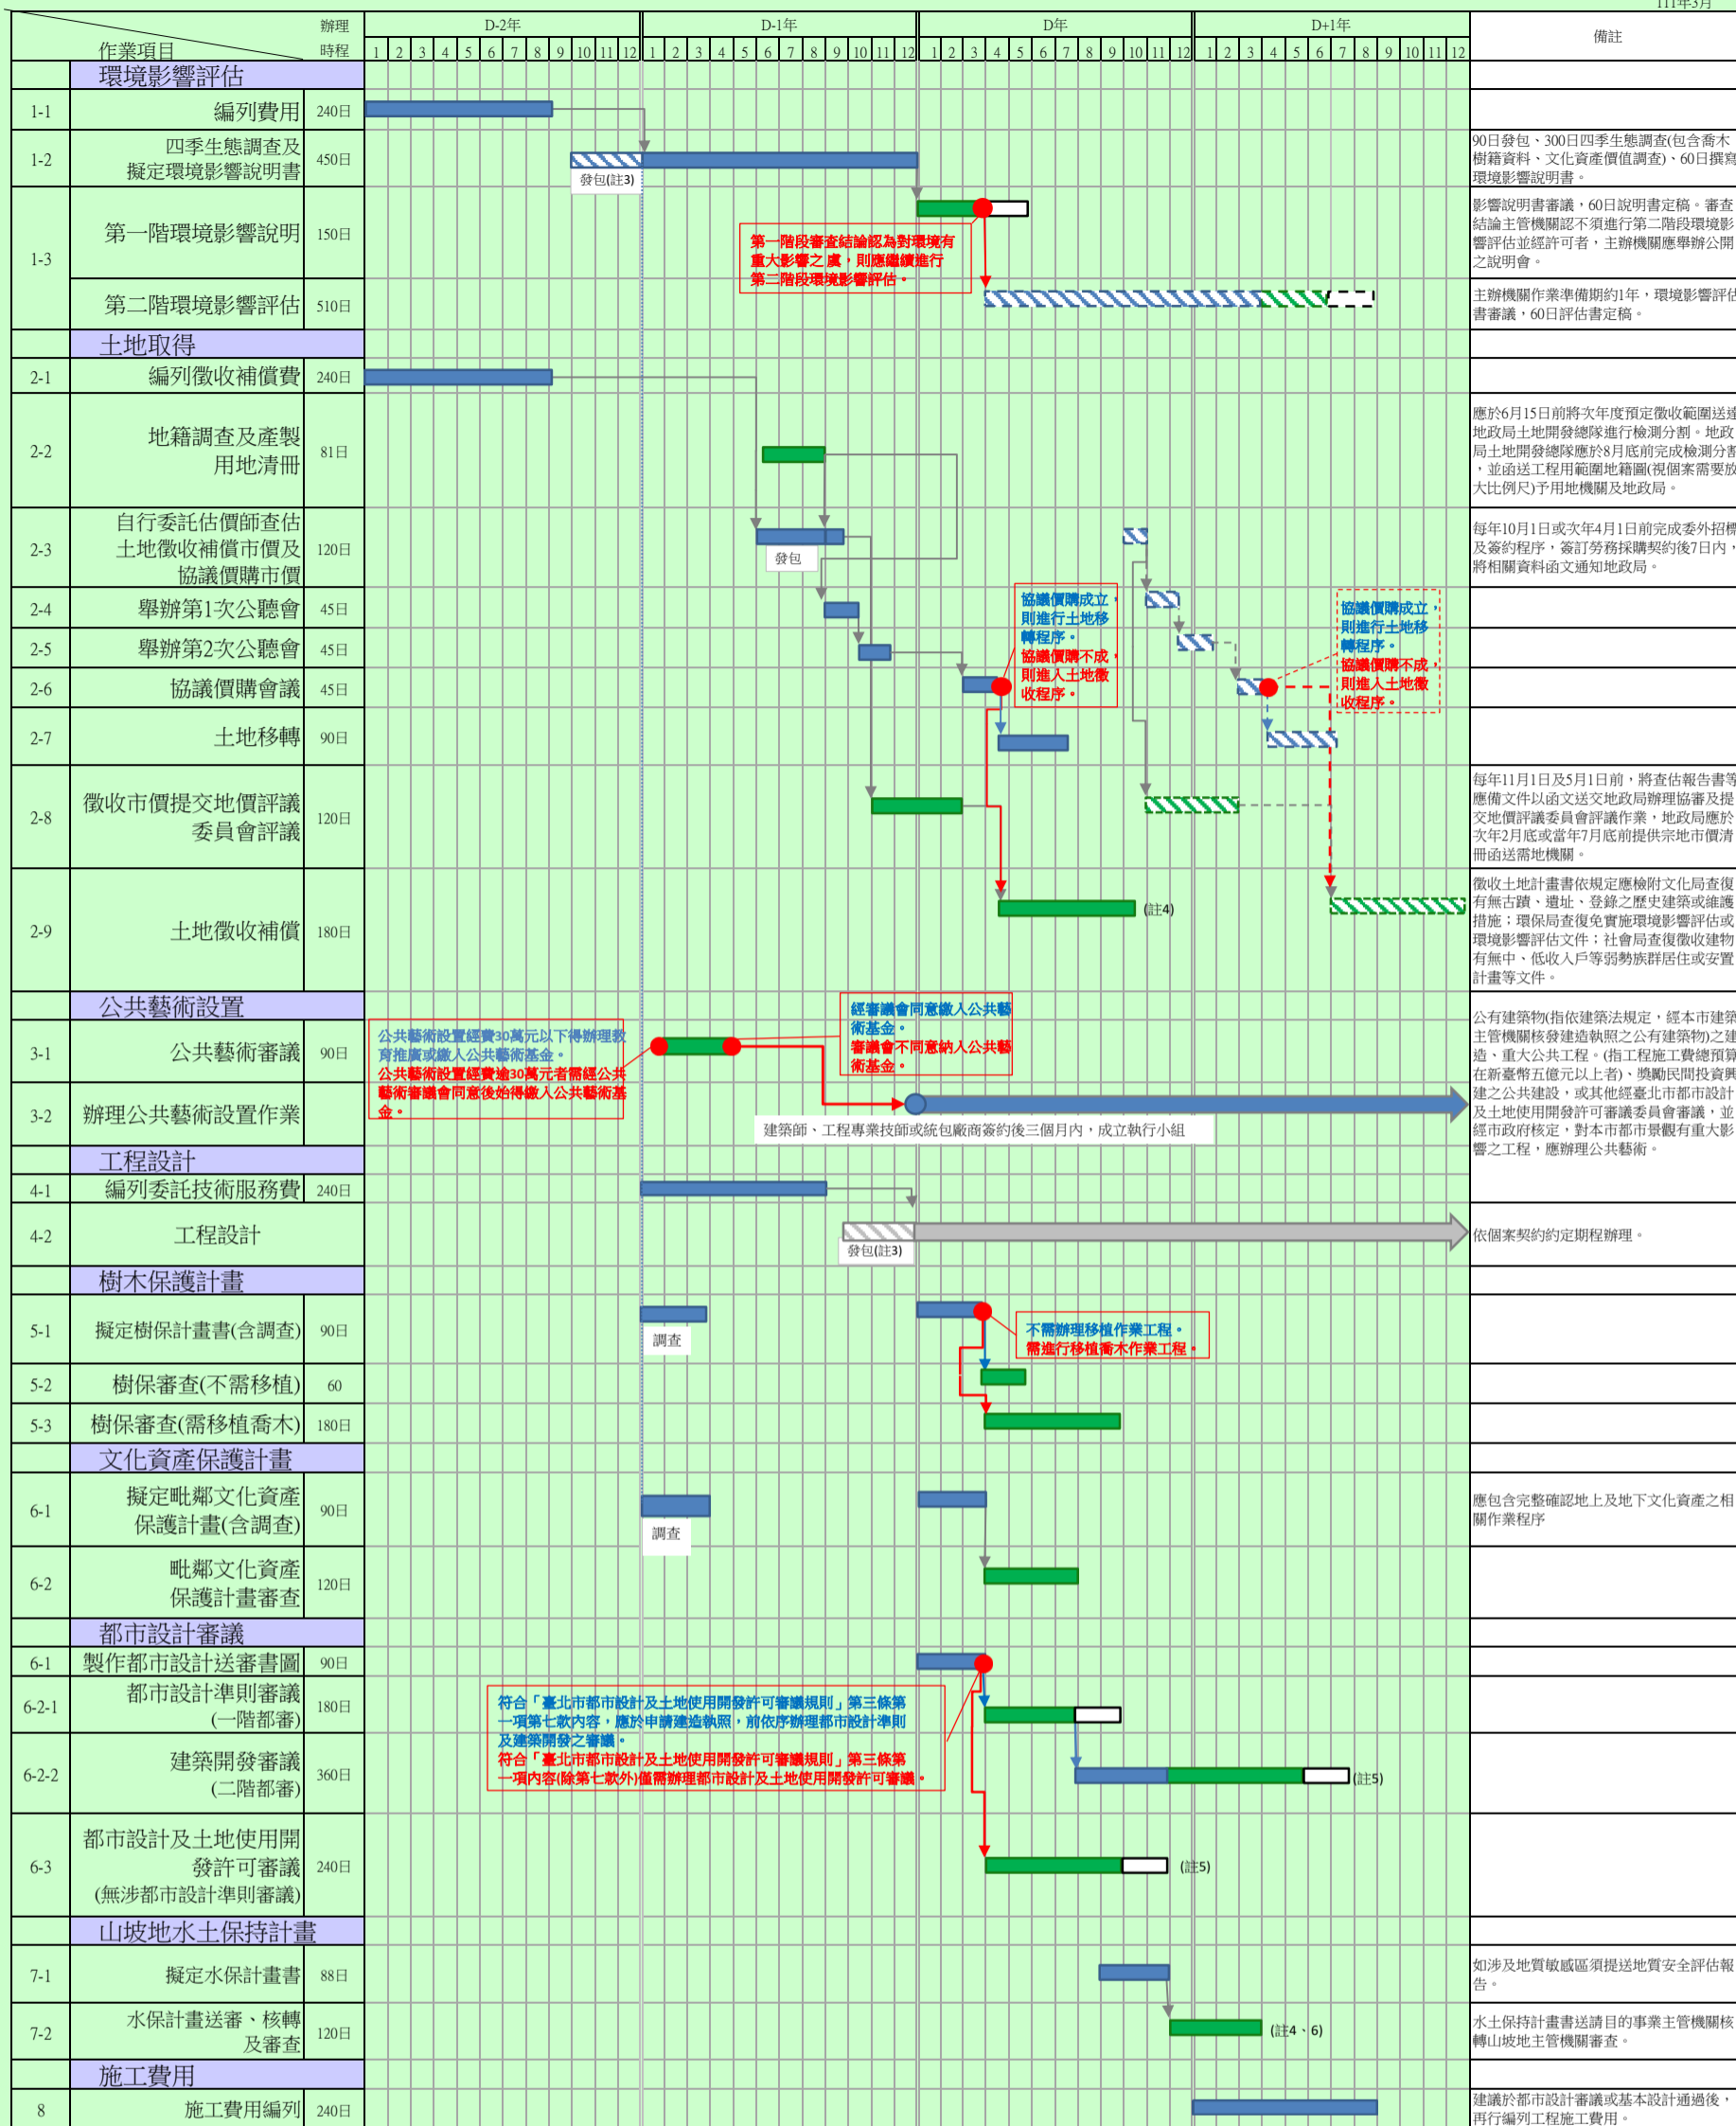 111年3月
作業項目
辦理
時程
D-2年
D-1年
D年
D+1年
備註
1 2 3 4 5 6 7 8 9 10 11 12 1 2 3 4 5 6 7 8 9 10 11 12 1 2 3 4 5 6 7 8 9 10 11 12 1 2 3 4 5 6 7 8 9 10 11 12
環境影響評估
1-1 編列費用 240日
1-2 四季生態調查及
擬定環境影響說明書 450日
發包(註3)
90日發包、300日四季生態調查(包含喬木
樹籍資料、文化資產價值調查)、60日撰寫
環境影響說明書。
1-3
第一階環境影響說明 150日
第一階段審查結論認為對環境有
重大影響之虞,則應繼續進行
第二階段環境影響評估。
影響說明書審議,60日說明書定稿。審查
結論主管機關認不須進行第二階段環境影
響評估並經許可者,主辦機關應舉辦公開
之說明會。
第二階環境影響評估 510日
主辦機關作業準備期約1年,環境影響評估
書審議,60日評估書定稿。
土地取得
2-1 編列徵收補償費 240日
2-2 地籍調查及產製
用地清冊 81日
應於6月15日前將次年度預定徵收範圍送達
地政局土地開發總隊進行檢測分割。地政
局土地開發總隊應於8月底前完成檢測分割
,並函送工程用範圍地籍圖(視個案需要放
大比例尺)予用地機關及地政局。
2-3 自行委託估價師查估
土地徵收補償市價及
協議價購市價 120日
發包
每年10月1日或次年4月1日前完成委外招標
及簽約程序,簽訂勞務採購契約後7日內,
將相關資料函文通知地政局。
2-4 舉辦第1次公聽會 45日
2-5 舉辦第2次公聽會 45日
2-6 協議價購會議 45日
協議價購成立,
則進行土地移
轉程序。
協議價購不成,
則進入土地徵
收程序。
協議價購成立,
則進行土地移
轉程序。
協議價購不成,
則進入土地徵
收程序。
2-7 土地移轉 90日
2-8 徵收市價提交地價評議
委員會評議 120日
每年11月1日及5月1日前,將查估報告書等
應備文件以函文送交地政局辦理協審及提
交地價評議委員會評議作業,地政局應於
次年2月底或當年7月底前提供宗地市價清
冊函送需地機關。
2-9 土地徵收補償 180日
(註4)
徵收土地計畫書依規定應檢附文化局查復
有無古蹟、遺址、登錄之歷史建築或維護
措施;環保局查復免實施環境影響評估或
環境影響評估文件;社會局查復徵收建物
有無中、低收入戶等弱勢族群居住或安置
計畫等文件。
公共藝術設置
3-1 公共藝術審議 90日
公共藝術設置經費30萬元以下得辦理教
育推廣或繳入公共藝術基金。
公共藝術設置經費逾30萬元者需經公共
藝術審議會同意後始得繳入公共藝術基
金。
經審議會同意繳入公共藝
術基金。
審議會不同意納入公共藝
術基金。
公有建築物(指依建築法規定,經本市建築
主管機關核發建造執照之公有建築物)之建
造、重大公共工程。(指工程施工費總預算
在新臺幣五億元以上者)、獎勵民間投資興
建之公共建設,或其他經臺北市都市設計
及土地使用開發許可審議委員會審議,並
經市政府核定,對本市都市景觀有重大影
響之工程,應辦理公共藝術。
3-2 辦理公共藝術設置作業
建築師、工程專業技師或統包廠商簽約後三個月內,成立執行小組
工程設計
4-1 編列委託技術服務費 240日
4-2 工程設計
發包(註3)
依個案契約約定期程辦理。
樹木保護計畫
5-1 擬定樹保計畫書(含調查) 90日
調查
不需辦理移植作業工程。
需進行移植喬木作業工程。
5-2 樹保審查(不需移植) 60
5-3 樹保審查(需移植喬木) 180日
文化資產保護計畫
6-1 擬定毗鄰文化資產
保護計畫(含調查) 90日
調查
應包含完整確認地上及地下文化資產之相
關作業程序
6-2 毗鄰文化資產
保護計畫審查 120日
都市設計審議
6-1 製作都市設計送審書圖 90日
6-2-1 都市設計準則審議
(一階都審) 180日
符合「臺北市都市設計及土地使用開發許可審議規則」第三條第
一項第七款內容,應於申請建造執照,前依序辦理都市設計準則
及建築開發之審議。
符合「臺北市都市設計及土地使用開發許可審議規則」第三條第
一項內容(除第七款外)僅需辦理都市設計及土地使用開發許可審議。
6-2-2 建築開發審議
(二階都審) 360日
(註5)
6-3 都市設計及土地使用開
發許可審議
(無涉都市設計準則審議) 240日
(註5)
山坡地水土保持計畫
7-1 擬定水保計畫書 88日
如涉及地質敏感區須提送地質安全評估報
告。
7-2 水保計畫送審、核轉
及審查 120日
(註4、6)
水土保持計畫書送請目的事業主管機關核
轉山坡地主管機關審查。
施工費用
8 施工費用編列 240日
建議於都市設計審議或基本設計通過後,
再行編列工程施工費用。